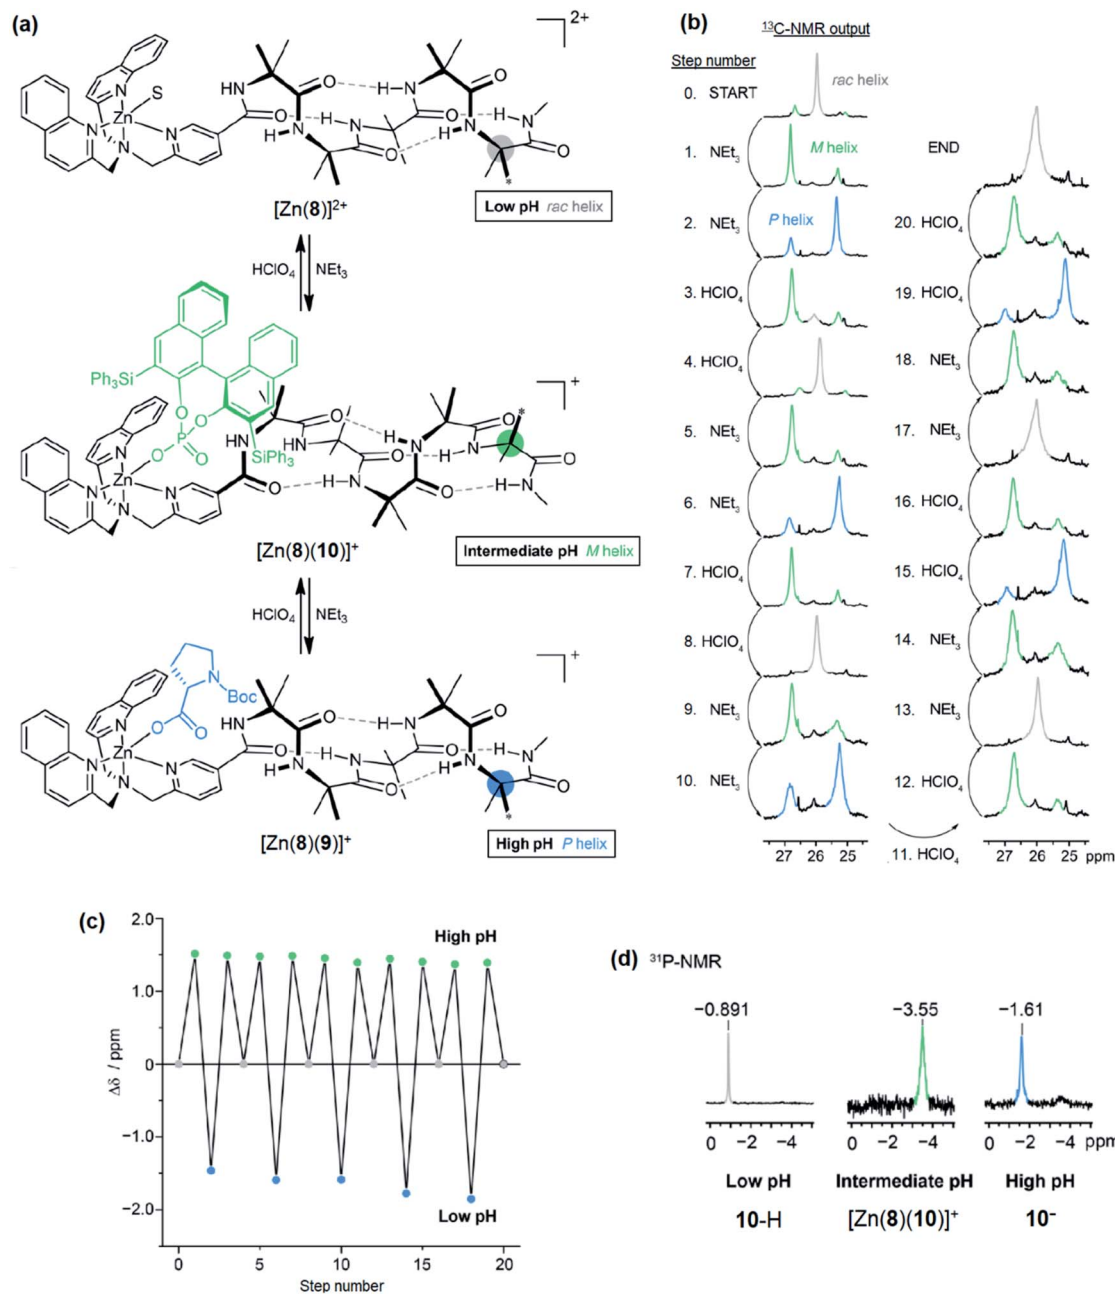 (a)
2+
S
N
N
Zn
N
N
HN
O
O
N
H
H
N
O
H
N
O
N
H
H
N
O
*
[Zn(8)]²⁺
Low pH rac helix
HClO₄
NEt₃
Ph₃Si
SiPh₃
O
O
P
O
O
+
N
N
Zn
N
N
HN
HN
O
O
O
O
O
O
O
H
N
H
N
H
N
H
N
*
[Zn(8)(10)]⁺
Intermediate pH M helix
HClO₄
NEt₃
N
Boc
O
O
+
N
N
Zn
N
N
HN
O
O
N
H
H
N
O
H
N
O
N
H
H
N
O
*
[Zn(8)(9)]⁺
High pH P helix
(b)
¹³C-NMR output
Step number
0. START
rac helix
1. NEt₃
M helix
2. NEt₃
P helix
3. HClO₄
4. HClO₄
5. NEt₃
6. NEt₃
7. HClO₄
8. HClO₄
9. NEt₃
10. NEt₃
27 26 25
11. HClO₄
END
20. HClO₄
19. HClO₄
18. NEt₃
17. NEt₃
16. HClO₄
15. HClO₄
14. NEt₃
13. NEt₃
12. HClO₄
27 26 25 ppm
(c)
2.0
1.0
0
−1.0
−2.0
Δδ / ppm
High pH
Low pH
0 5 10 15 20
Step number
(d) ³¹P-NMR
−0.891 −3.55 −1.61
0 −2 −4 0 −2 −4 0 −2 −4 ppm
Low pH Intermediate pH High pH
10-H [Zn(8)(10)]⁺ 10⁻